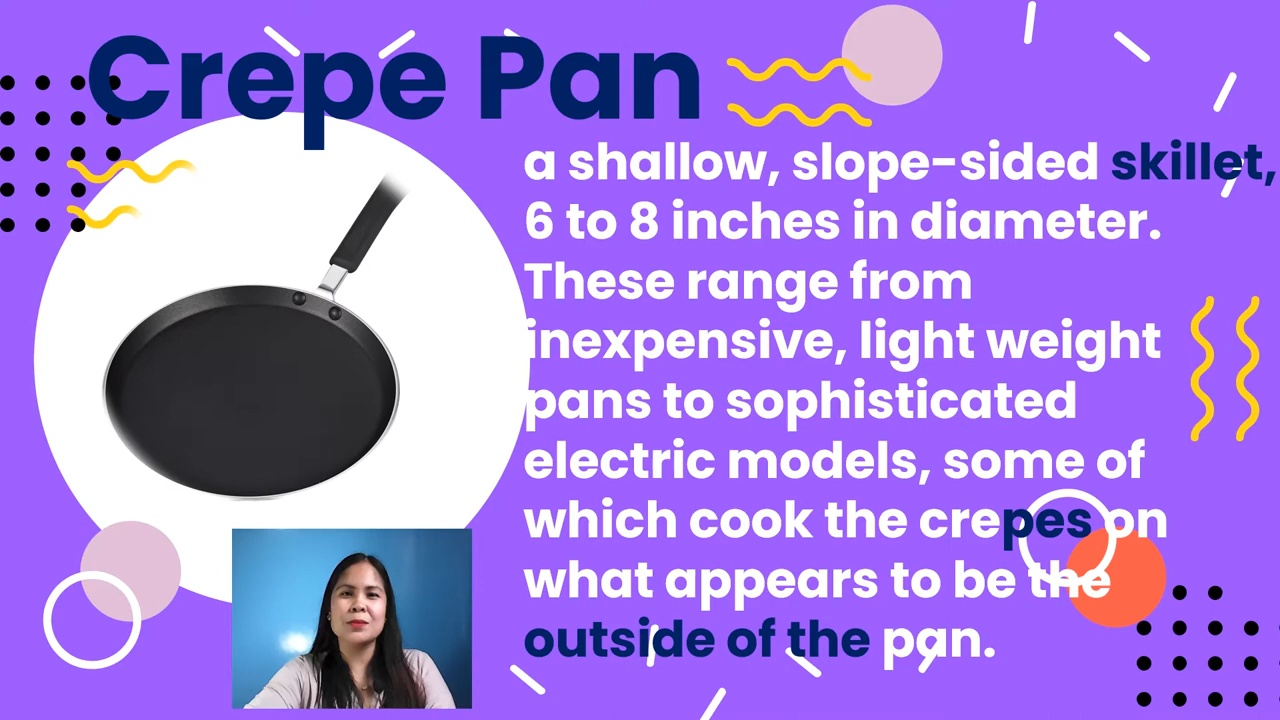 Crepe Pan
a shallow, slope-sided skillet,
6 to 8 inches in diameter.
These range from
inexpensive, light weight
pans to sophisticated
electric models, some of
which cook the crepes on
what appears to be the
outside of the pan.